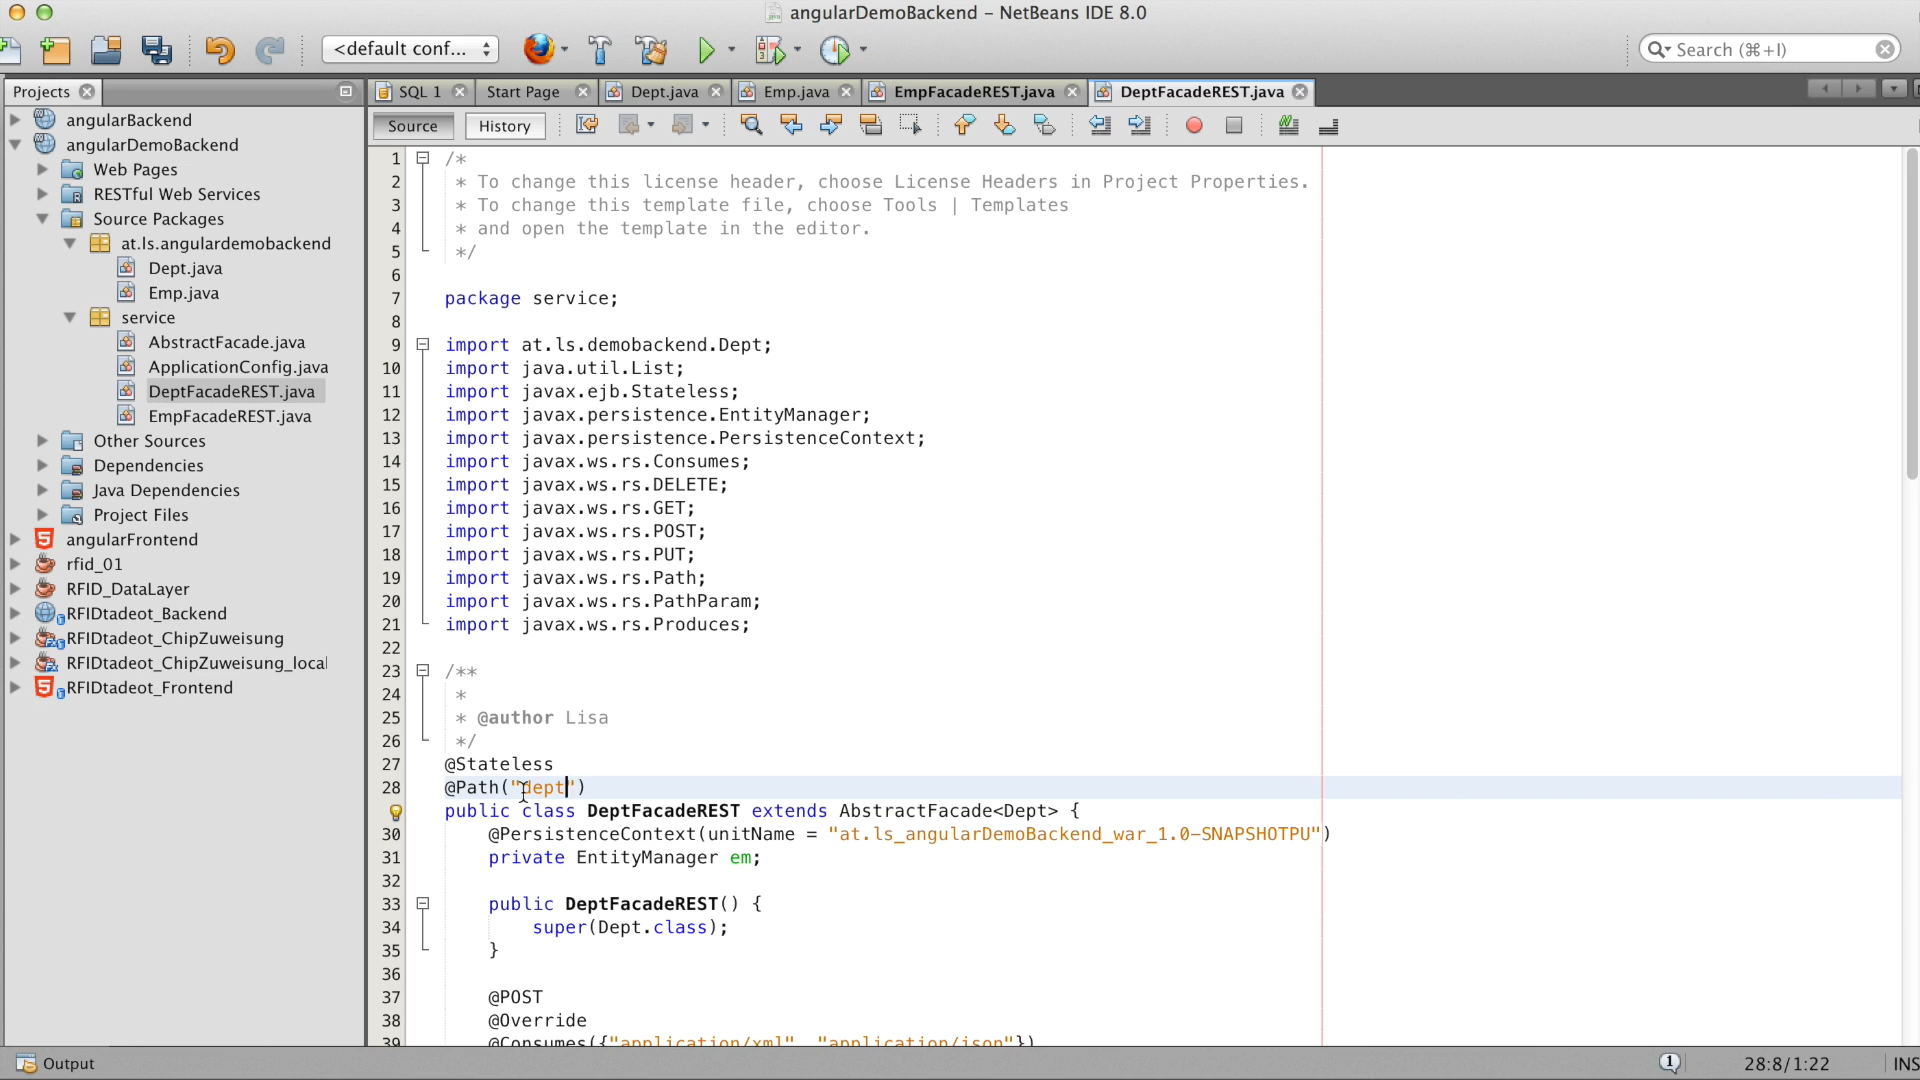 angularDemoBackend – NetBeans IDE 8.0
<default conf...
Search (⌘+I)
Projects
SQL 1
Start Page
Dept.java
Emp.java
EmpFacadeREST.java
DeptFacadeREST.java
Source
History
angularBackend
angularDemoBackend
Web Pages
RESTful Web Services
Source Packages
at.ls.angulardemobackend
Dept.java
Emp.java
service
AbstractFacade.java
ApplicationConfig.java
DeptFacadeREST.java
EmpFacadeREST.java
Other Sources
Dependencies
Java Dependencies
Project Files
angularFrontend
rfid_01
RFID_DataLayer
RFIDtadeot_Backend
RFIDtadeot_ChipZuweisung
RFIDtadeot_ChipZuweisung_local
RFIDtadeot_Frontend
1 /*
2 * To change this license header, choose License Headers in Project Properties.
3 * To change this template file, choose Tools | Templates
4 * and open the template in the editor.
5 */
6
7 package service;
8
9 import at.ls.demobackend.Dept;
10 import java.util.List;
11 import javax.ejb.Stateless;
12 import javax.persistence.EntityManager;
13 import javax.persistence.PersistenceContext;
14 import javax.ws.rs.Consumes;
15 import javax.ws.rs.DELETE;
16 import javax.ws.rs.GET;
17 import javax.ws.rs.POST;
18 import javax.ws.rs.PUT;
19 import javax.ws.rs.Path;
20 import javax.ws.rs.PathParam;
21 import javax.ws.rs.Produces;
22
23 /**
24 *
25 * @author Lisa
26 */
27 @Stateless
28 @Path("dept")
public class DeptFacadeREST extends AbstractFacade<Dept> {
30 @PersistenceContext(unitName = "at.ls_angularDemoBackend_war_1.0-SNAPSHOTPU")
31 private EntityManager em;
32
33 public DeptFacadeREST() {
34 super(Dept.class);
35 }
36
37 @POST
38 @Override
39 @Consumes({"application/xml", "application/json"})
Output
1
28:8/1:22
INS